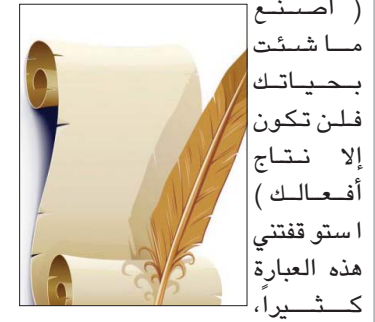 ( اصنع
ما شئت
بحياتك
فلن تكون
إلا نتاج
أفعالك )
استوقفتني
هذه العبارة
كثيراً،